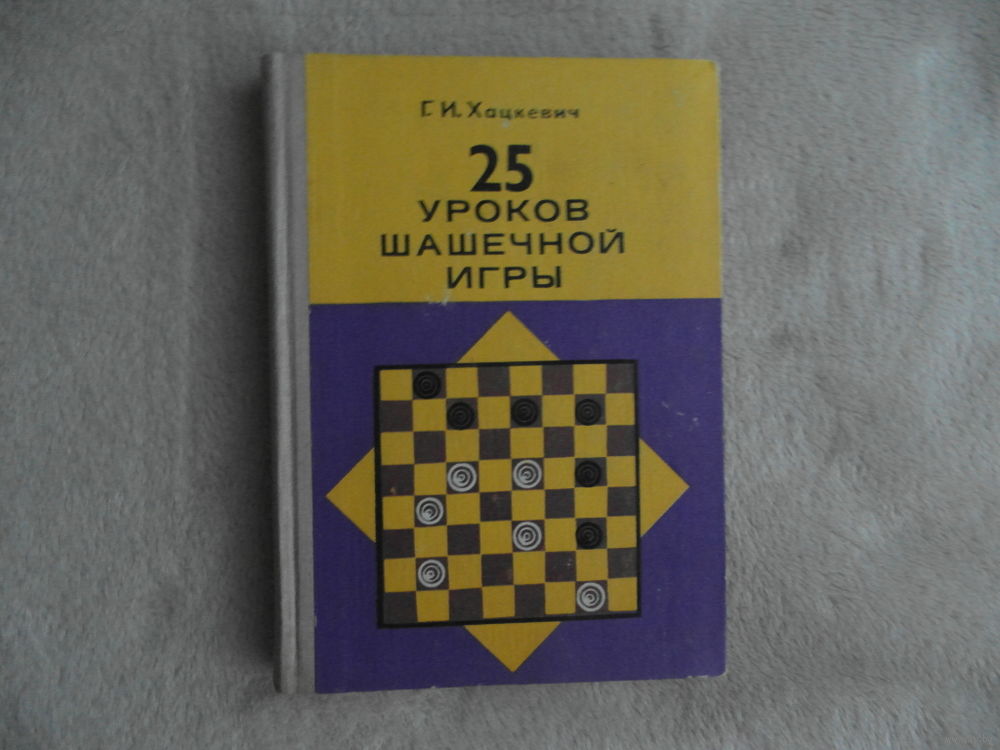 Г. И. Хацкевич
25
УРОКОВ
ШАШЕЧНОЙ
ИГРЫ